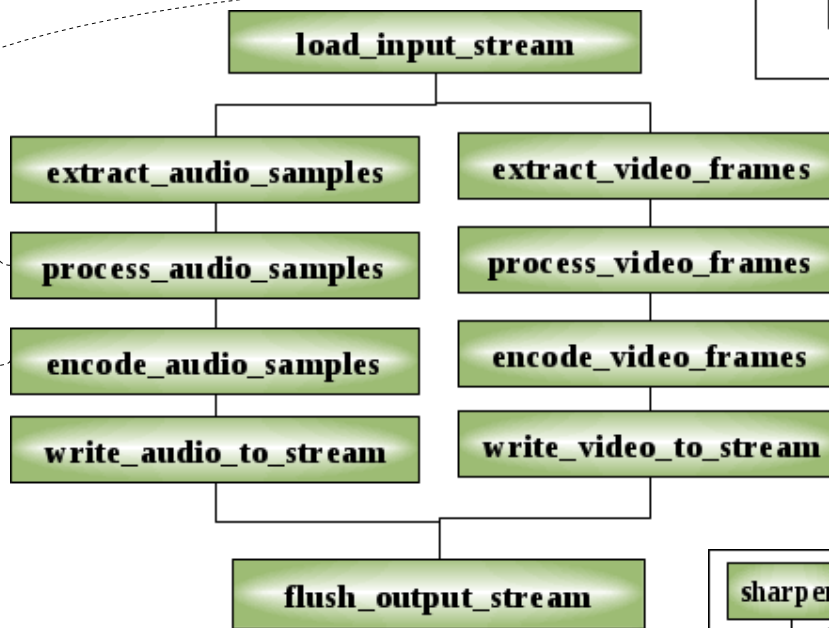 load_input_stream
extract_audio_samples
process_audio_samples
encode_audio_samples
write_audio_to_stream
extract_video_frames
process_video_frames
encode_video_frames
write_video_to_stream
flush_output_stream